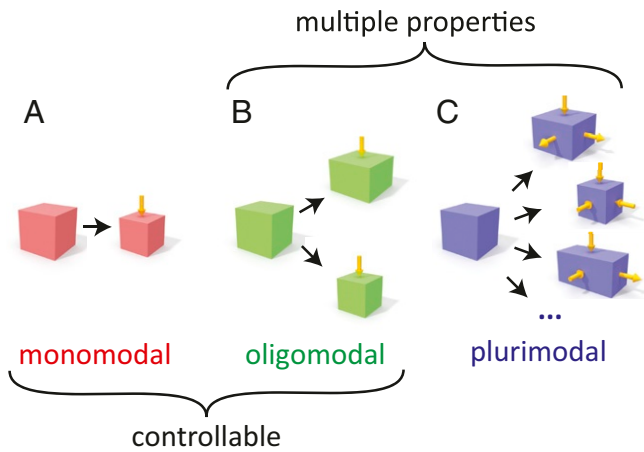 multiple properties
A
B
C
...
monomodal
oligomodal
plurimodal
controllable